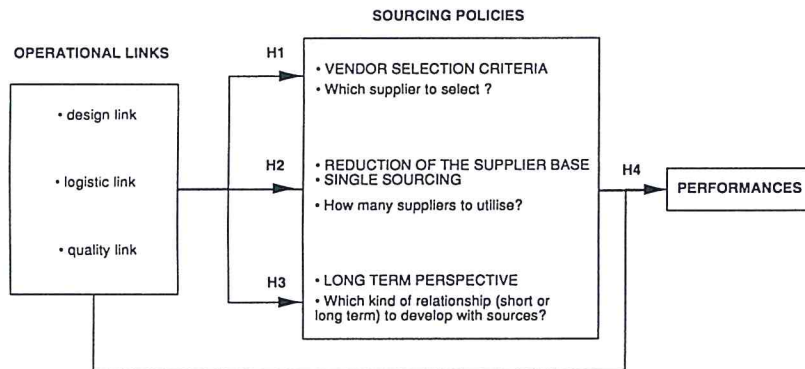 SOURCING POLICIES
OPERATIONAL LINKS
• design link
• logistic link
• quality link
H1
H2
H3
• VENDOR SELECTION CRITERIA
• Which supplier to select ?
• REDUCTION OF THE SUPPLIER BASE
• SINGLE SOURCING
• How many suppliers to utilise?
• LONG TERM PERSPECTIVE
• Which kind of relationship (short or
long term) to develop with sources?
H4
PERFORMANCES